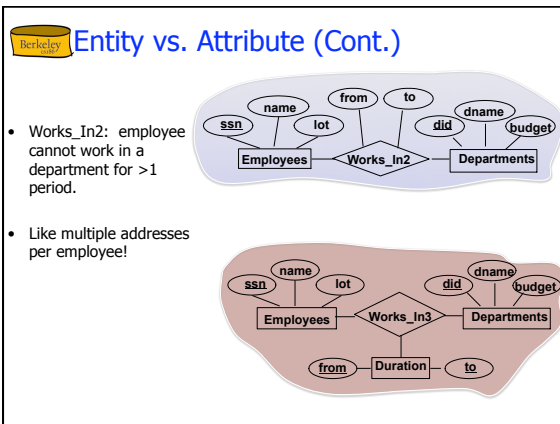 Berkeley
Entity vs. Attribute (Cont.)
• Works_In2: employee
cannot work in a
department for >1
period.
• Like multiple addresses
per employee!
name
ssn
lot
Employees
from
to
Works_In2
dname
did
budget
Departments
name
ssn
lot
Employees
Works_In3
dname
did
budget
Departments
from
Duration
to